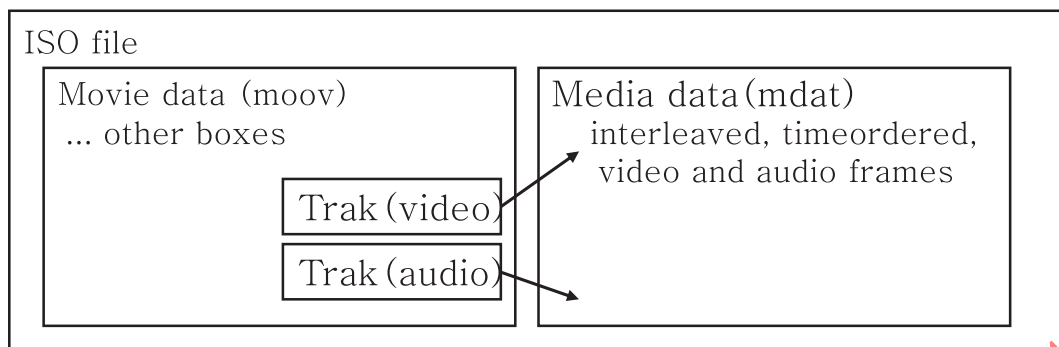 ISO file
Movie data (moov)
... other boxes
Trak(video)
Trak(audio)
Media data(mdat)
interleaved, timeordered,
video and audio frames